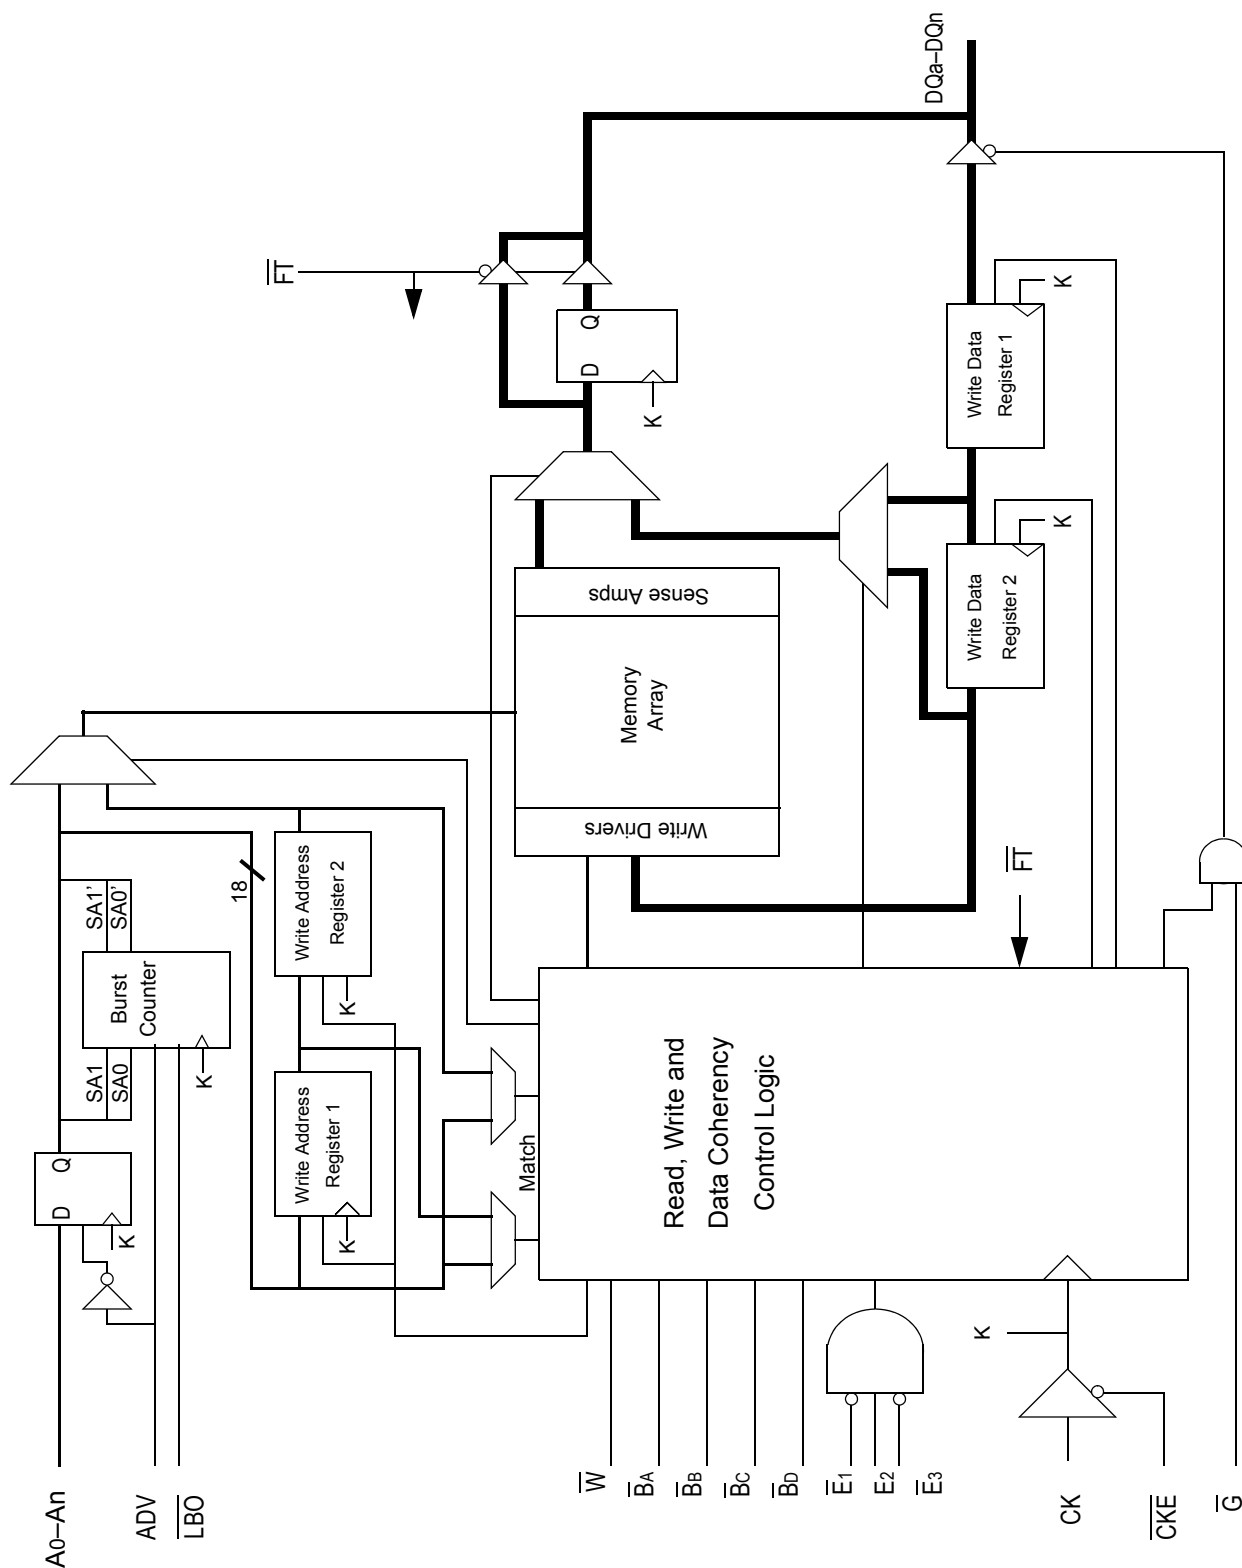 A0–An
ADV
LBO
W
BA
BB
BC
BD
E1
E2
E3
CK
CKE
G
D Q
K
SA1
SA0
Burst
Counter
K
SA1'
SA0'
18
Write Address
Register 1
K
Write Address
Register 2
K
Match
Read, Write and
Data Coherency
Control Logic
K
FT
Write Drivers
Memory
Array
Sense Amps
D Q
K
FT
Write Data
Register 2
K
Write Data
Register 1
K
DQa–DQn